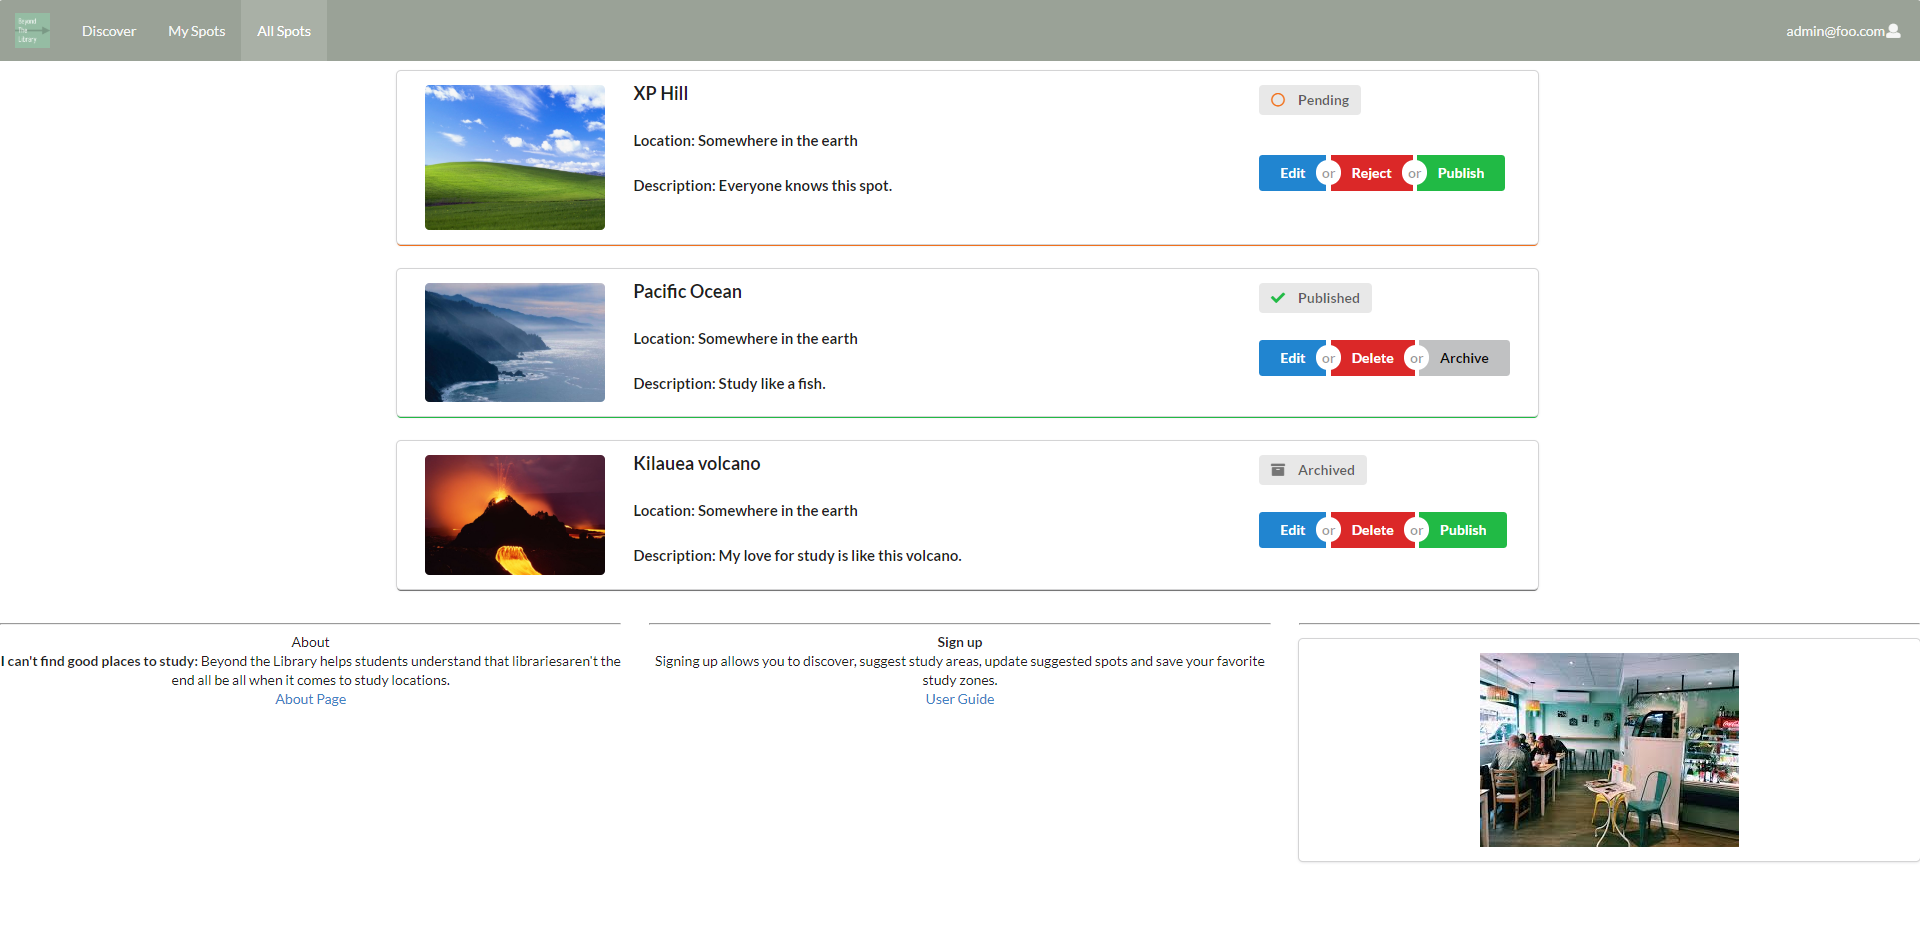 Beyond
The
Library
Discover
My Spots
All Spots
admin@foo.com
XP Hill
Pending
Location: Somewhere in the earth
Edit or Reject or Publish
Description: Everyone knows this spot.
Pacific Ocean
Published
Location: Somewhere in the earth
Edit or Delete or Archive
Description: Study like a fish.
Kilauea volcano
Archived
Location: Somewhere in the earth
Edit or Delete or Publish
Description: My love for study is like this volcano.
About
I can't find good places to study: Beyond the Library helps students understand that librariesaren't the
end all be all when it comes to study locations.
About Page
Sign up
Signing up allows you to discover, suggest study areas, update suggested spots and save your favorite
study zones.
User Guide